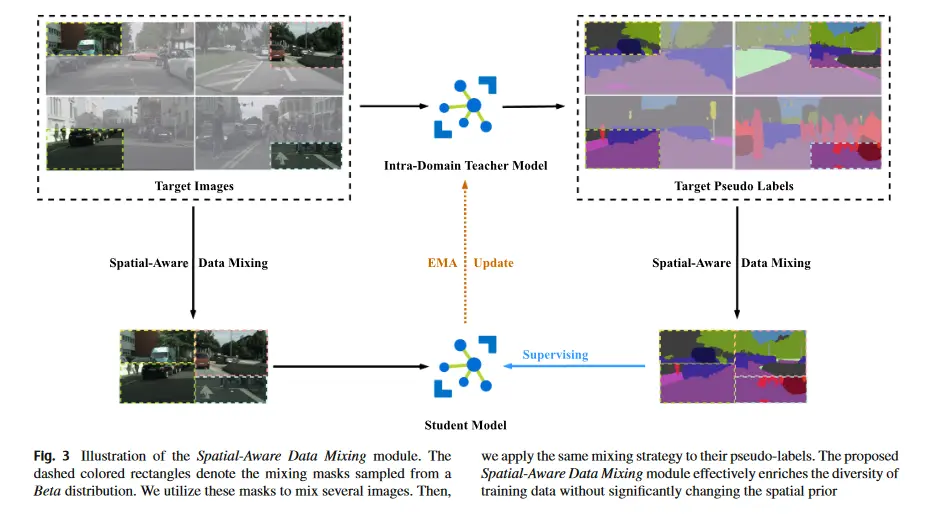 Target Images
Intra-Domain Teacher Model
Target Pseudo Labels
Spatial-Aware Data Mixing
EMA Update
Spatial-Aware Data Mixing
Supervising
Student Model
Fig. 3 Illustration of the Spatial-Aware Data Mixing module. The
dashed colored rectangles denote the mixing masks sampled from a
Beta distribution. We utilize these masks to mix several images. Then,
we apply the same mixing strategy to their pseudo-labels. The proposed
Spatial-Aware Data Mixing module effectively enriches the diversity of
training data without significantly changing the spatial prior